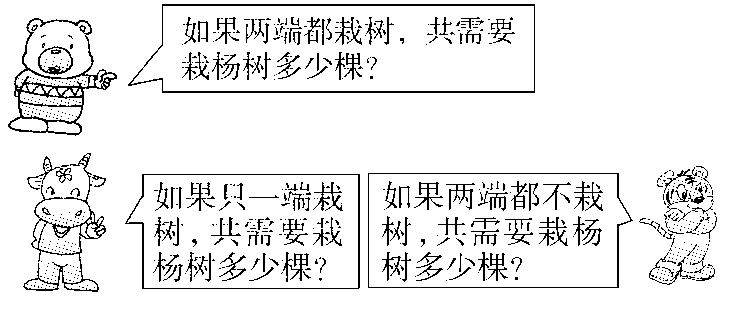 如果两端都栽树，共需要
栽杨树多少棵？
如果只一端栽
树，共需要栽
杨树多少棵？
如果两端都不栽
树，共需要栽杨
树多少棵？